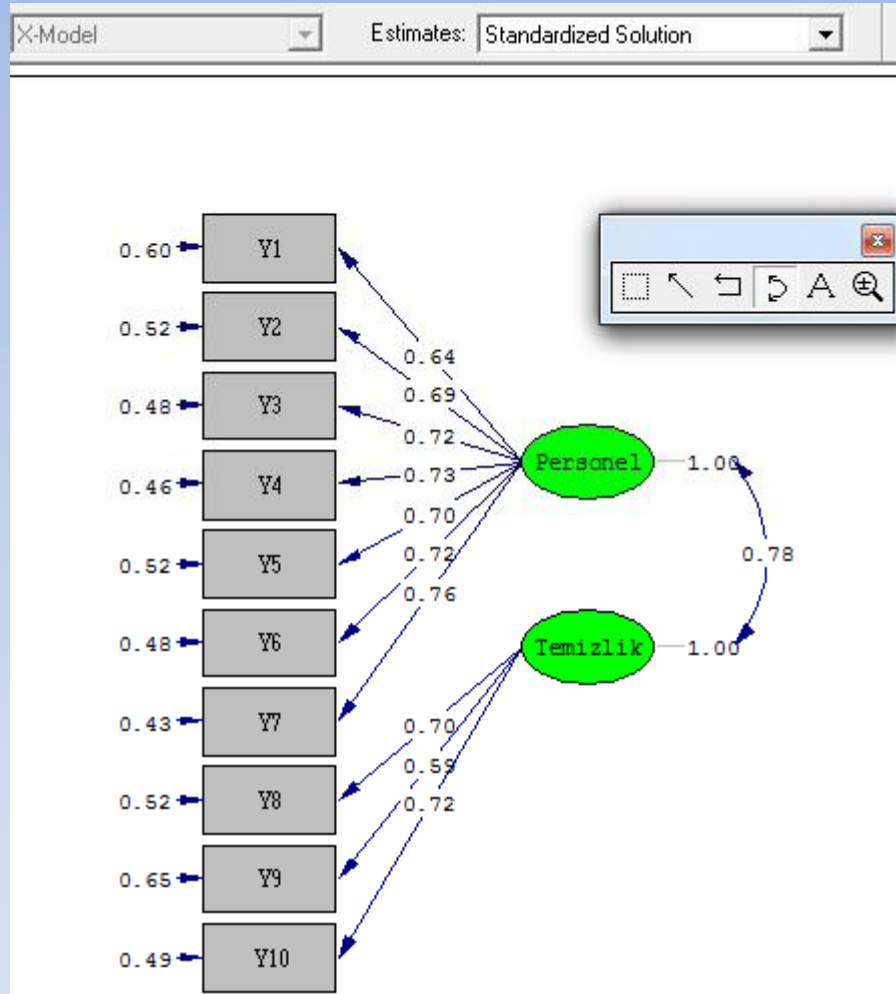 X-Model Estimates: Standardized Solution
0.60 Y1
0.52 Y2
0.64
0.69
0.48 Y3
0.72
Personel 1.00
0.46 Y4
0.73
0.70
0.52 Y5
0.72
0.78
0.76
0.48 Y6
Temizlik 1.00
0.43 Y7
0.70
0.59
0.52 Y8
0.72
0.65 Y9
0.49 Y10